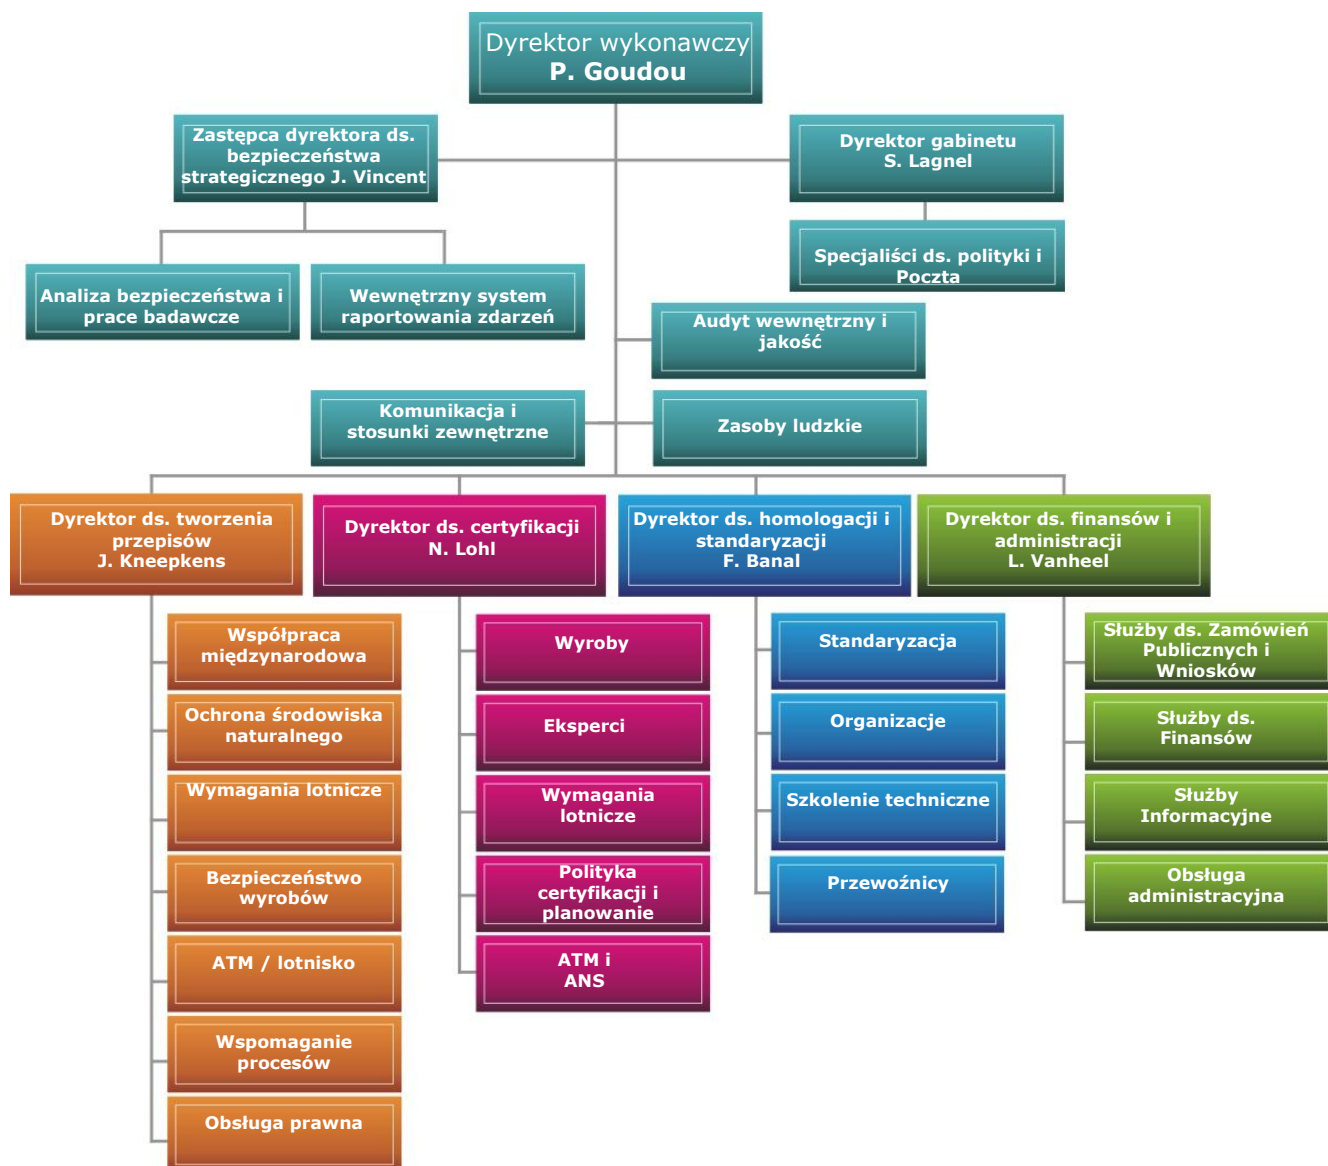 Dyrektor wykonawczy
P. Goudou
Zastępca dyrektora ds.
bezpieczeństwa
strategicznego J. Vincent
Dyrektor gabinetu
S. Lagnel
Specjaliści ds. polityki i
Poczta
Analiza bezpieczeństwa i
prace badawcze
Wewnętrzny system
raportowania zdarzeń
Audyt wewnętrzny i
jakość
Komunikacja i
stosunki zewnętrzne
Zasoby ludzkie
Dyrektor ds. tworzenia
przepisów
J. Kneepkens
Współpraca
międzynarodowa
Ochrona środowiska
naturalnego
Wymagania lotnicze
Bezpieczeństwo
wyrobów
ATM / lotnisko
Wspomaganie
procesów
Obsługa prawna
Dyrektor ds. certyfikacji
N. Lohl
Wyroby
Eksperci
Wymagania
lotnicze
Polityka
certyfikacji i
planowanie
ATM i
ANS
Dyrektor ds. homologacji i
standaryzacji
F. Banal
Standaryzacja
Organizacje
Szkolenie techniczne
Przewoźnicy
Dyrektor ds. finansów i
administracji
L. Vanheel
Służby ds. Zamówień
Publicznych i
Wniosków
Służby ds.
Finansów
Służby
Informacyjne
Obsługa
administracyjna